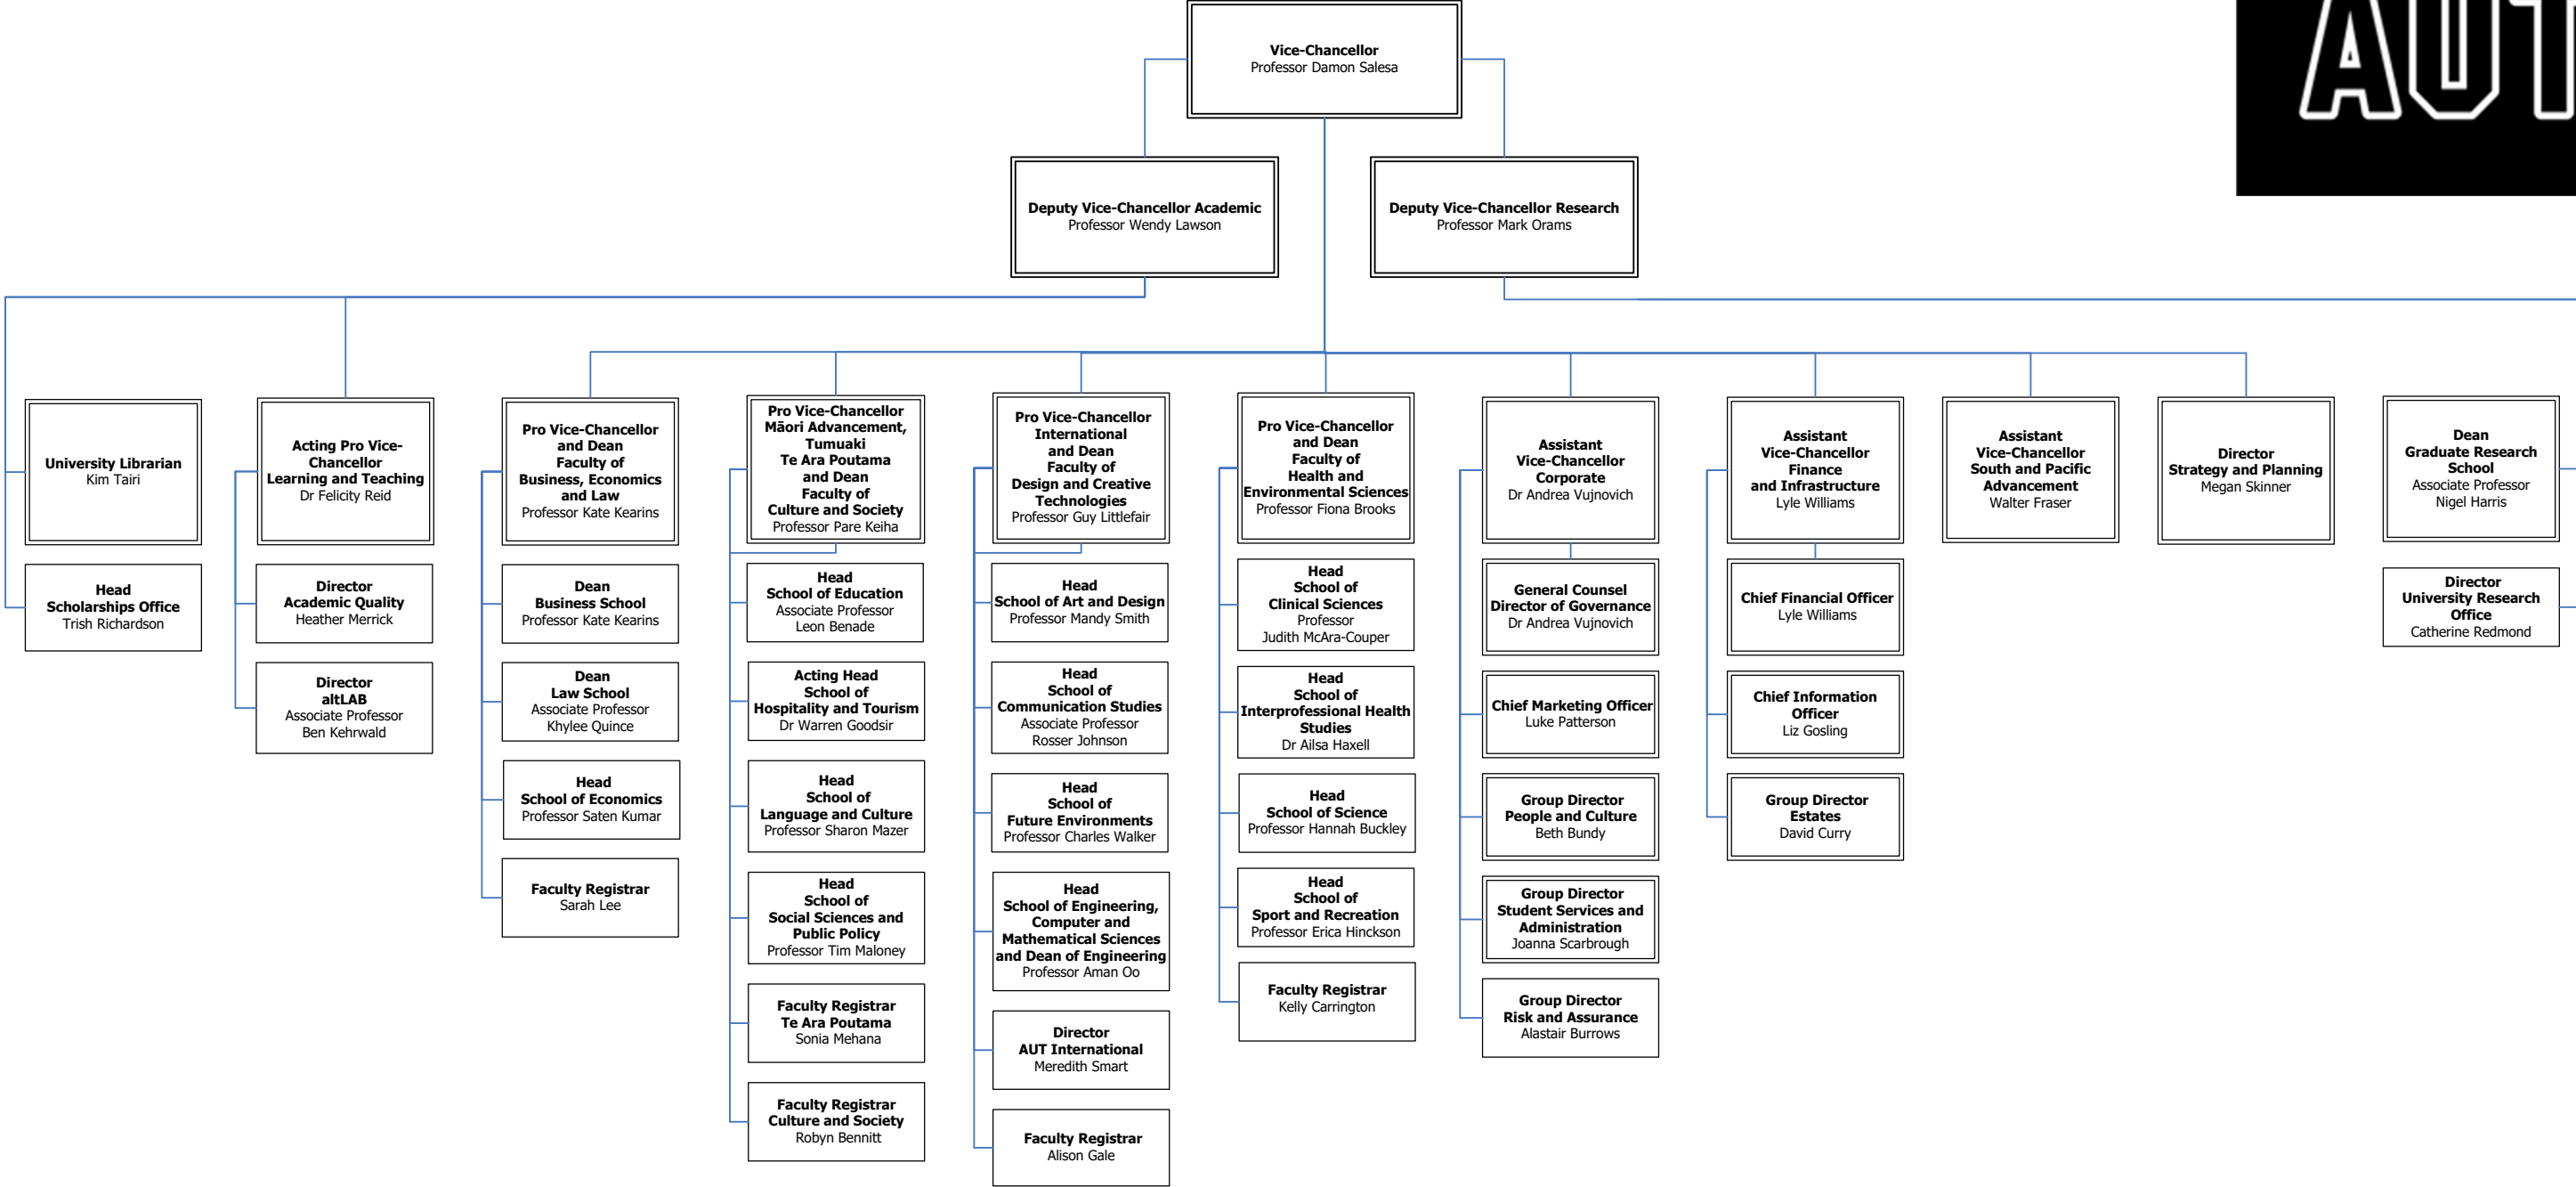 AUT
Vice-Chancellor
Professor Damon Salesa
Deputy Vice-Chancellor Academic
Professor Wendy Lawson
Deputy Vice-Chancellor Research
Professor Mark Orams
University Librarian
Kim Tairi
Head
Scholarships Office
Trish Richardson
Acting Pro Vice-
Chancellor
Learning and Teaching
Dr Felicity Reid
Director
Academic Quality
Heather Merrick
Director
altLAB
Associate Professor
Ben Kehrwald
Pro Vice-Chancellor
and Dean
Faculty of
Business, Economics
and Law
Professor Kate Kearins
Dean
Business School
Professor Kate Kearins
Dean
Law School
Associate Professor
Khylee Quince
Head
School of Economics
Professor Saten Kumar
Faculty Registrar
Sarah Lee
Pro Vice-Chancellor
Māori Advancement,
Tumuaki
Te Ara Poutama
and Dean
Faculty of
Culture and Society
Professor Pare Keiha
Head
School of Education
Associate Professor
Leon Benade
Acting Head
School of
Hospitality and Tourism
Dr Warren Goodsir
Head
School of
Language and Culture
Professor Sharon Mazer
Head
School of
Social Sciences and
Public Policy
Professor Tim Maloney
Faculty Registrar
Te Ara Poutama
Sonia Mehana
Faculty Registrar
Culture and Society
Robyn Bennitt
Pro Vice-Chancellor
International
and Dean
Faculty of
Design and Creative
Technologies
Professor Guy Littlefair
Head
School of Art and Design
Professor Mandy Smith
Head
School of
Communication Studies
Associate Professor
Rosser Johnson
Head
School of
Future Environments
Professor Charles Walker
Head
School of Engineering,
Computer and
Mathematical Sciences
and Dean of Engineering
Professor Aman Oo
Director
AUT International
Meredith Smart
Faculty Registrar
Alison Gale
Pro Vice-Chancellor
and Dean
Faculty of
Health and
Environmental Sciences
Professor Fiona Brooks
Head
School of
Clinical Sciences
Professor
Judith McAra-Couper
Head
School of
Interprofessional Health
Studies
Dr Ailsa Haxell
Head
School of Science
Professor Hannah Buckley
Head
School of
Sport and Recreation
Professor Erica Hinckson
Faculty Registrar
Kelly Carrington
Assistant
Vice-Chancellor
Corporate
Dr Andrea Vujnovich
General Counsel
Director of Governance
Dr Andrea Vujnovich
Chief Marketing Officer
Luke Patterson
Group Director
People and Culture
Beth Bundy
Group Director
Student Services and
Administration
Joanna Scarbrough
Group Director
Risk and Assurance
Alastair Burrows
Assistant
Vice-Chancellor
Finance
and Infrastructure
Lyle Williams
Chief Financial Officer
Lyle Williams
Chief Information
Officer
Liz Gosling
Group Director
Estates
David Curry
Assistant
Vice-Chancellor
South and Pacific
Advancement
Walter Fraser
Director
Strategy and Planning
Megan Skinner
Dean
Graduate Research
School
Associate Professor
Nigel Harris
Director
University Research
Office
Catherine Redmond